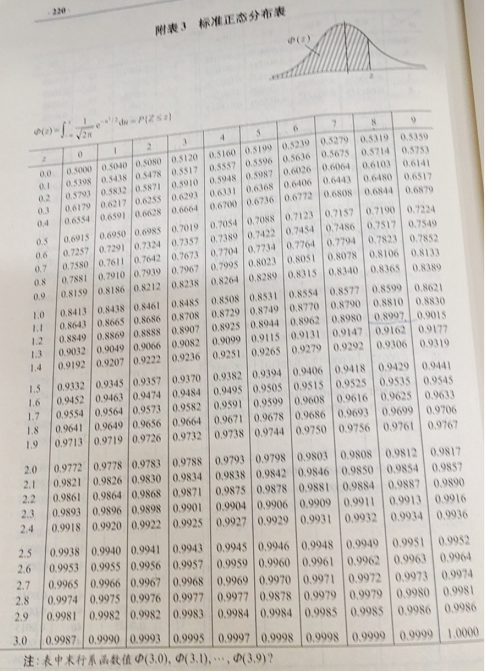 · 220 ·
附表 3 标准正态分布表
Φ(z)
z
Φ(z)=∫_{-∞}^{z} 1/√2π e^{-u²/2} du = P{Z≤z}
z 0 1 2 3 4 5 6 7 8 9
0.0 0.5000 0.5040 0.5080 0.5120 0.5160 0.5199 0.5239 0.5279 0.5319 0.5359
0.1 0.5398 0.5438 0.5478 0.5517 0.5557 0.5596 0.5636 0.5675 0.5714 0.5753
0.2 0.5793 0.5832 0.5871 0.5910 0.5948 0.5987 0.6026 0.6064 0.6103 0.6141
0.3 0.6179 0.6217 0.6255 0.6293 0.6331 0.6368 0.6406 0.6443 0.6480 0.6517
0.4 0.6554 0.6591 0.6628 0.6664 0.6700 0.6736 0.6772 0.6808 0.6844 0.6879
0.5 0.6915 0.6950 0.6985 0.7019 0.7054 0.7088 0.7123 0.7157 0.7190 0.7224
0.6 0.7257 0.7291 0.7324 0.7357 0.7389 0.7422 0.7454 0.7486 0.7517 0.7549
0.7 0.7580 0.7611 0.7642 0.7673 0.7704 0.7734 0.7764 0.7794 0.7823 0.7852
0.8 0.7881 0.7910 0.7939 0.7967 0.7995 0.8023 0.8051 0.8078 0.8106 0.8133
0.9 0.8159 0.8186 0.8212 0.8238 0.8264 0.8289 0.8315 0.8340 0.8365 0.8389
1.0 0.8413 0.8438 0.8461 0.8485 0.8508 0.8531 0.8554 0.8577 0.8599 0.8621
1.1 0.8643 0.8665 0.8686 0.8708 0.8729 0.8749 0.8770 0.8790 0.8810 0.8830
1.2 0.8849 0.8869 0.8888 0.8907 0.8925 0.8944 0.8962 0.8980 0.8997 0.9015
1.3 0.9032 0.9049 0.9066 0.9082 0.9099 0.9115 0.9131 0.9147 0.9162 0.9177
1.4 0.9192 0.9207 0.9222 0.9236 0.9251 0.9265 0.9279 0.9292 0.9306 0.9319
1.5 0.9332 0.9345 0.9357 0.9370 0.9382 0.9394 0.9406 0.9418 0.9429 0.9441
1.6 0.9452 0.9463 0.9474 0.9484 0.9495 0.9505 0.9515 0.9525 0.9535 0.9545
1.7 0.9554 0.9564 0.9573 0.9582 0.9591 0.9599 0.9608 0.9616 0.9625 0.9633
1.8 0.9641 0.9649 0.9656 0.9664 0.9671 0.9678 0.9686 0.9693 0.9699 0.9706
1.9 0.9713 0.9719 0.9726 0.9732 0.9738 0.9744 0.9750 0.9756 0.9761 0.9767
2.0 0.9772 0.9778 0.9783 0.9788 0.9793 0.9798 0.9803 0.9808 0.9812 0.9817
2.1 0.9821 0.9826 0.9830 0.9834 0.9838 0.9842 0.9846 0.9850 0.9854 0.9857
2.2 0.9861 0.9864 0.9868 0.9871 0.9875 0.9878 0.9881 0.9884 0.9887 0.9890
2.3 0.9893 0.9896 0.9898 0.9901 0.9904 0.9906 0.9909 0.9911 0.9913 0.9916
2.4 0.9918 0.9920 0.9922 0.9925 0.9927 0.9929 0.9931 0.9932 0.9934 0.9936
2.5 0.9938 0.9940 0.9941 0.9943 0.9945 0.9946 0.9948 0.9949 0.9951 0.9952
2.6 0.9953 0.9955 0.9956 0.9957 0.9959 0.9960 0.9961 0.9962 0.9963 0.9964
2.7 0.9965 0.9966 0.9967 0.9968 0.9969 0.9970 0.9971 0.9972 0.9973 0.9974
2.8 0.9974 0.9975 0.9976 0.9977 0.9977 0.9878 0.9979 0.9979 0.9980 0.9981
2.9 0.9981 0.9982 0.9982 0.9983 0.9984 0.9984 0.9985 0.9985 0.9986 0.9986
3.0 0.9987 0.9990 0.9993 0.9995 0.9997 0.9998 0.9998 0.9999 0.9999 1.0000
注:表中末行系函数值 Φ(3.0), Φ(3.1), ⋯, Φ(3.9)?